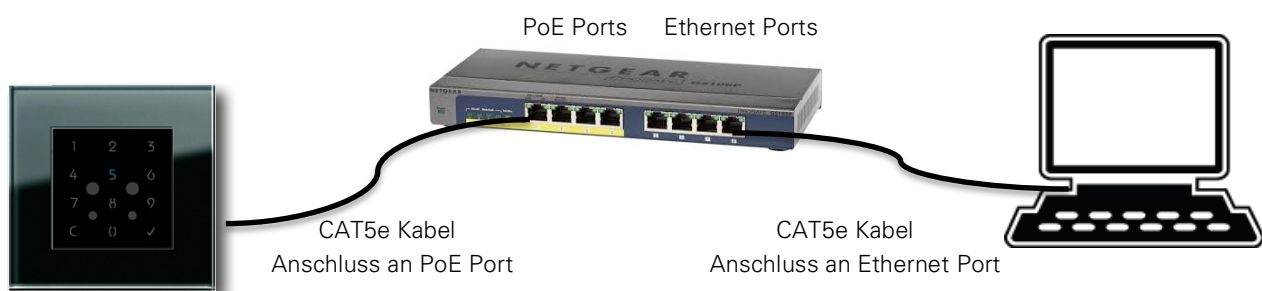 PoE Ports Ethernet Ports
NETGEAR
NETGEAR
1 2 3
4 5 6
7 8 9
C 0 ✓
CAT5e Kabel
Anschluss an PoE Port
CAT5e Kabel
Anschluss an Ethernet Port